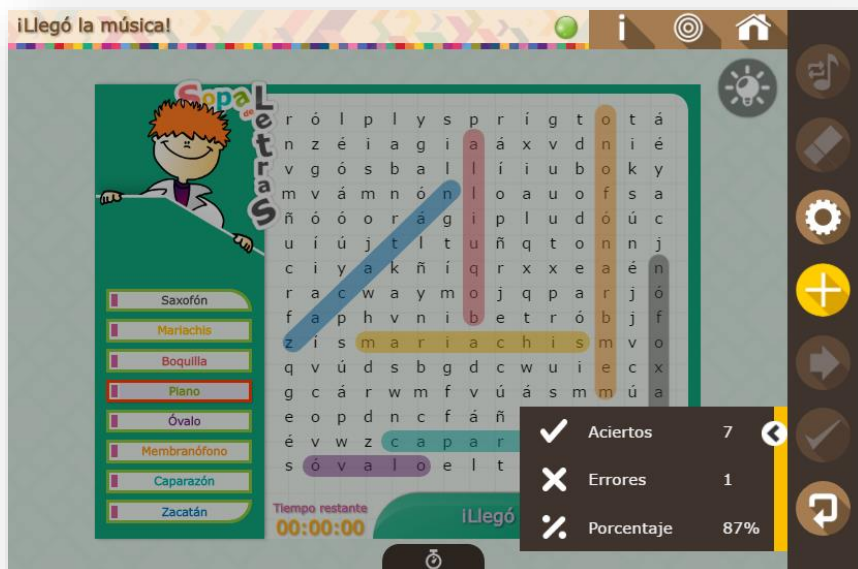 ¡Llegó la música!
i
Sopa de Letras
r ó l p l y s p r í g t o t á
n z é i a g i a á x v d n i é
v g ó s b a l l í i u b o k y
m v á m n ó n l o a u o f s a
ñ ó ó o r á g i p l u d ó ú c
u í ú j t l t u ñ q t o n n j
c i y a k ñ í q r x x e a é n
r a c w a y m o j q p a r j ó
f a p h v n i b e t r ó b j f
z í s m a r i a c h i s m v o
q v ú d s b g d c w u i e c x
g c á r w m f v ú á s m m ú a
e o p d n c f á ñ
é v w z c a p a r
s ó v a l o e l t
Saxofón
Mariachis
Boquilla
Piano
Óvalo
Membranófono
Caparazón
Zacatán
Tiempo restante
00:00:00
¡Llegó
Aciertos 7
Errores 1
Porcentaje 87%